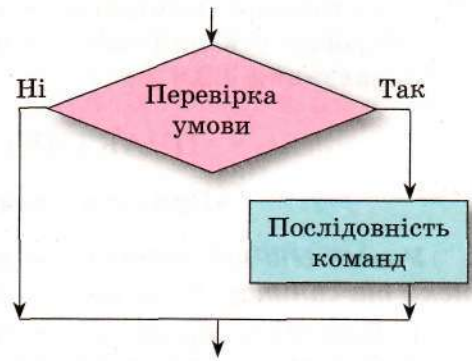 Ні
Перевірка
умови
Так
Послідовність
команд